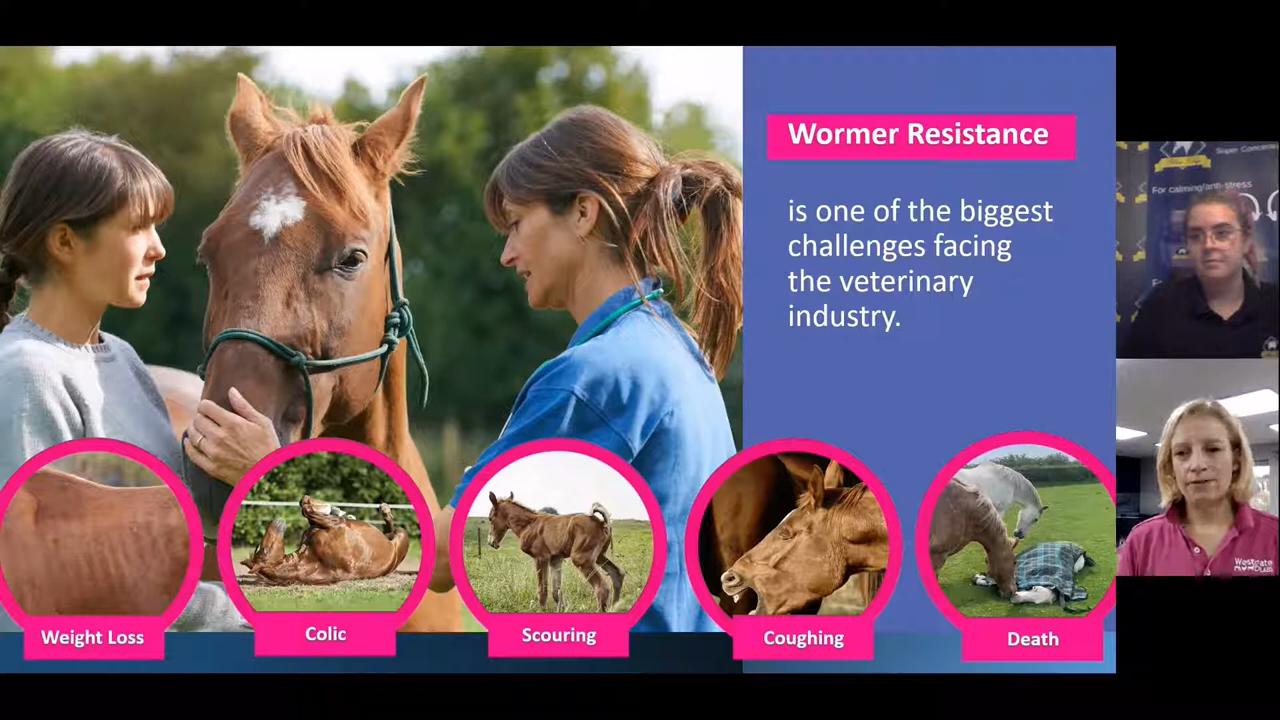 Wormer Resistance
is one of the biggest
challenges facing
the veterinary
industry.
Weight Loss
Colic
Scouring
Coughing
Death
For calming/anti-stress
Westgate